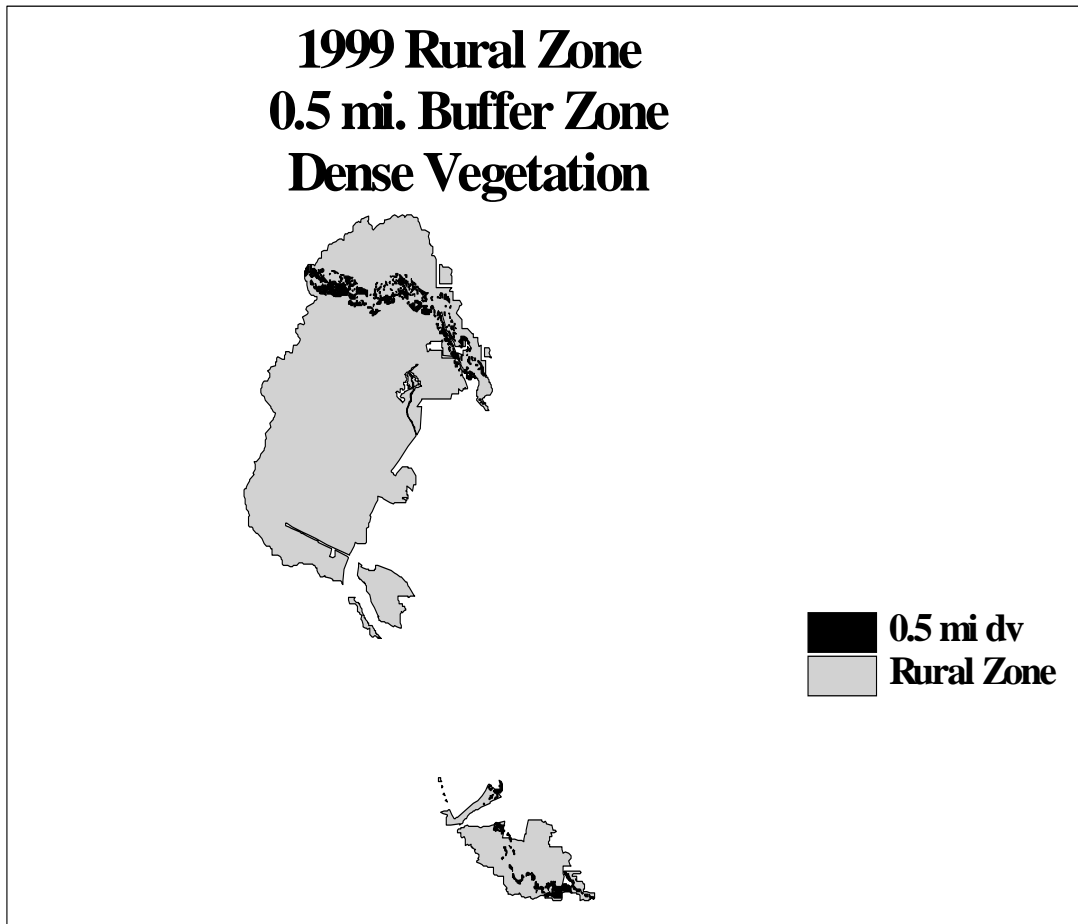 1999 Rural Zone
0.5 mi. Buffer Zone
Dense Vegetation
0.5 mi dv
Rural Zone